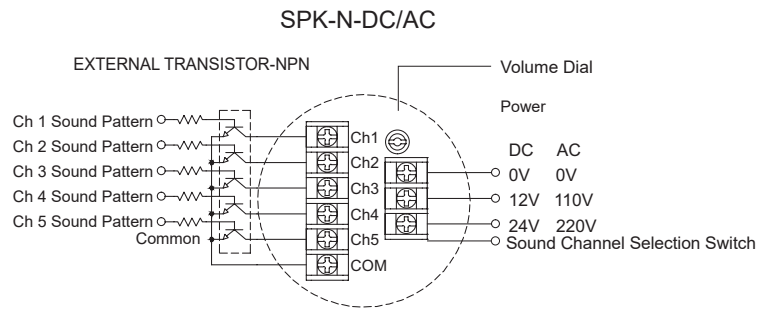 SPK-N-DC/AC
EXTERNAL TRANSISTOR-NPN
Volume Dial
Power
Ch 1 Sound Pattern
Ch 2 Sound Pattern
Ch 3 Sound Pattern
Ch 4 Sound Pattern
Ch 5 Sound Pattern
Common
Ch1
Ch2
Ch3
Ch4
Ch5
COM
DC AC
0V 0V
12V 110V
24V 220V
Sound Channel Selection Switch